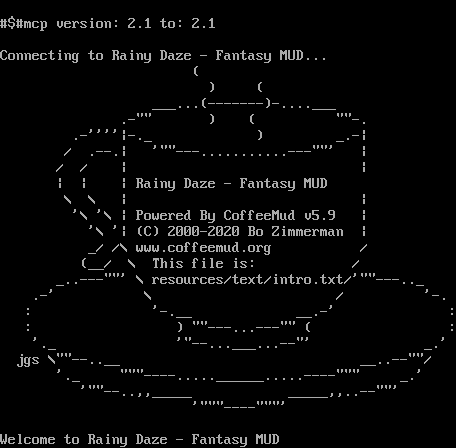 #$#mcp version: 2.1 to: 2.1
Connecting to Rainy Daze - Fantasy MUD...
Rainy Daze - Fantasy MUD
Powered By CoffeeMud v5.9
(C) 2000-2020 Bo Zimmerman
www.coffeemud.org
This file is:
resources/text/intro.txt
jgs
Welcome to Rainy Daze - Fantasy MUD